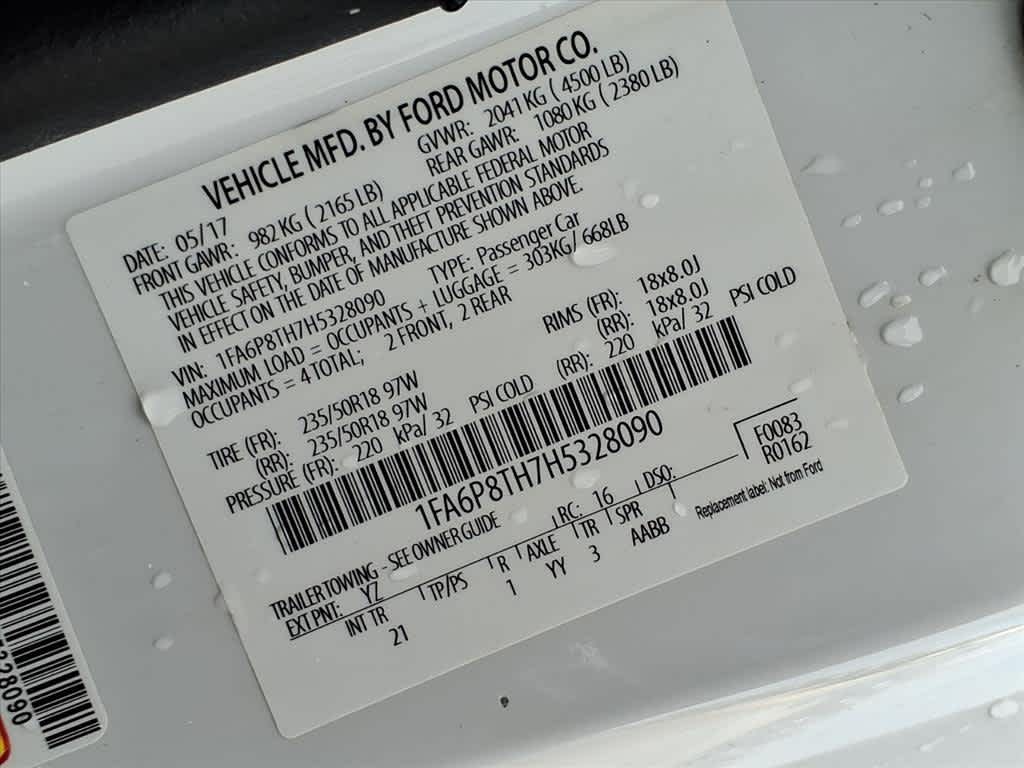 VEHICLE MFD. BY FORD MOTOR CO.
DATE: 05/17 GVWR: 2041 KG ( 4500 LB)
FRONT GAWR: 982 KG ( 2165 LB) REAR GAWR: 1080 KG ( 2380 LB)
THIS VEHICLE CONFORMS TO ALL APPLICABLE FEDERAL MOTOR
VEHICLE SAFETY, BUMPER, AND THEFT PREVENTION STANDARDS
IN EFFECT ON THE DATE OF MANUFACTURE SHOWN ABOVE.
VIN: 1FA6P8TH7H5328090 TYPE: Passenger Car
MAXIMUM LOAD = OCCUPANTS + LUGGAGE = 303KG/ 668LB
OCCUPANTS = 4 TOTAL; 2 FRONT, 2 REAR
TIRE (FR): 235/50R18 97W RIMS (FR): 18x8.0J
(RR): 235/50R18 97W (RR): 18x8.0J
PRESSURE (FR): 220 kPa/ 32 PSI COLD (RR): 220 kPa/ 32 PSI COLD
1FA6P8TH7H5328090
F0083
R0162
TRAILER TOWING - SEE OWNER GUIDE
EXT PNT: YZ RC: 16 DSO:
INT TR TP/PS R AXLE TR SPR
21 1 YY 3 AABB
Replacement label: Not from Ford